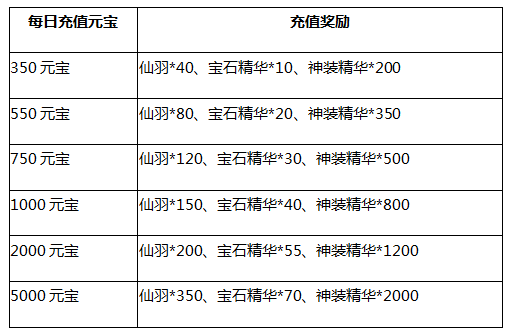 每日充值元宝 充值奖励
350 元宝 仙羽*40、宝石精华*10、神装精华*200
550 元宝 仙羽*80、宝石精华*20、神装精华*350
750 元宝 仙羽*120、宝石精华*30、神装精华*500
1000 元宝 仙羽*150、宝石精华*40、神装精华*800
2000 元宝 仙羽*200、宝石精华*55、神装精华*1200
5000 元宝 仙羽*350、宝石精华*70、神装精华*2000